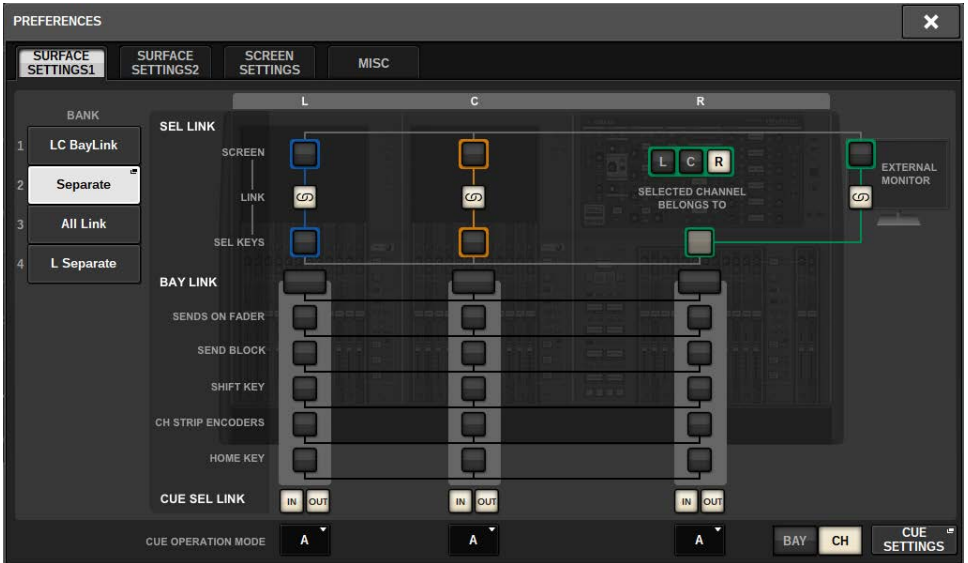 PREFERENCES
SURFACE
SETTINGS1
SURFACE
SETTINGS2
SCREEN
SETTINGS
MISC
L
C
R
BANK
1 LC BayLink
2 Separate
3 All Link
4 L Separate
SEL LINK
SCREEN
LINK
SEL KEYS
L C R
SELECTED CHANNEL
BELONGS TO
EXTERNAL
MONITOR
BAY LINK
SENDS ON FADER
SEND BLOCK
SHIFT KEY
CH STRIP ENCODERS
HOME KEY
CUE SEL LINK
IN OUT
IN OUT
IN OUT
CUE OPERATION MODE
A
A
A
BAY CH
CUE
SETTINGS